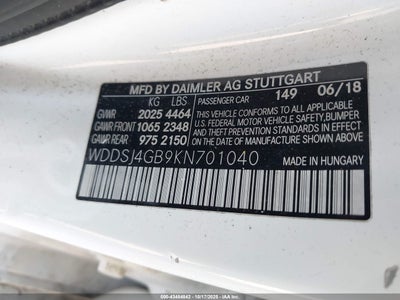 MFD BY DAIMLER AG STUTTGART
KG LBS 149 06/18
GVWR 2025 4464 PASSENGER CAR
GAWR FRONT 1065 2348 THIS VEHICLE CONFORMS TO ALL APPLICABLE
GAWR REAR 975 2150 U.S. FEDERAL MOTOR VEHICLE SAFETY, BUMPER
AND THEFT PREVENTION STANDARDS IN EFFECT
ON THE DATE OF MANUFACTURE SHOWN ABOVE.
WDDSJ4GB9KN701040 MADE IN HUNGARY